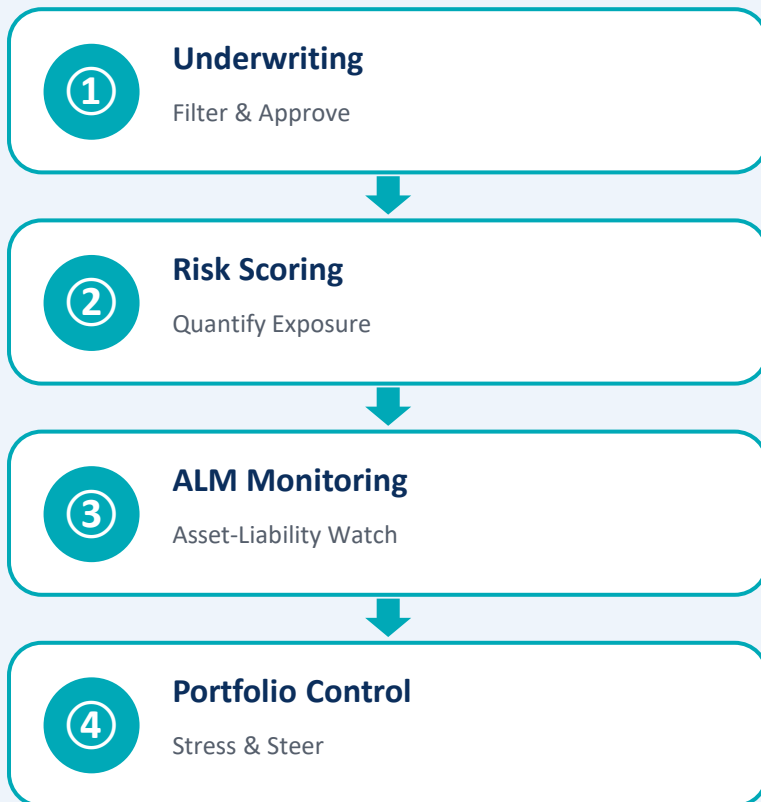 ①
Underwriting
Filter & Approve
②
Risk Scoring
Quantify Exposure
③
ALM Monitoring
Asset-Liability Watch
④
Portfolio Control
Stress & Steer